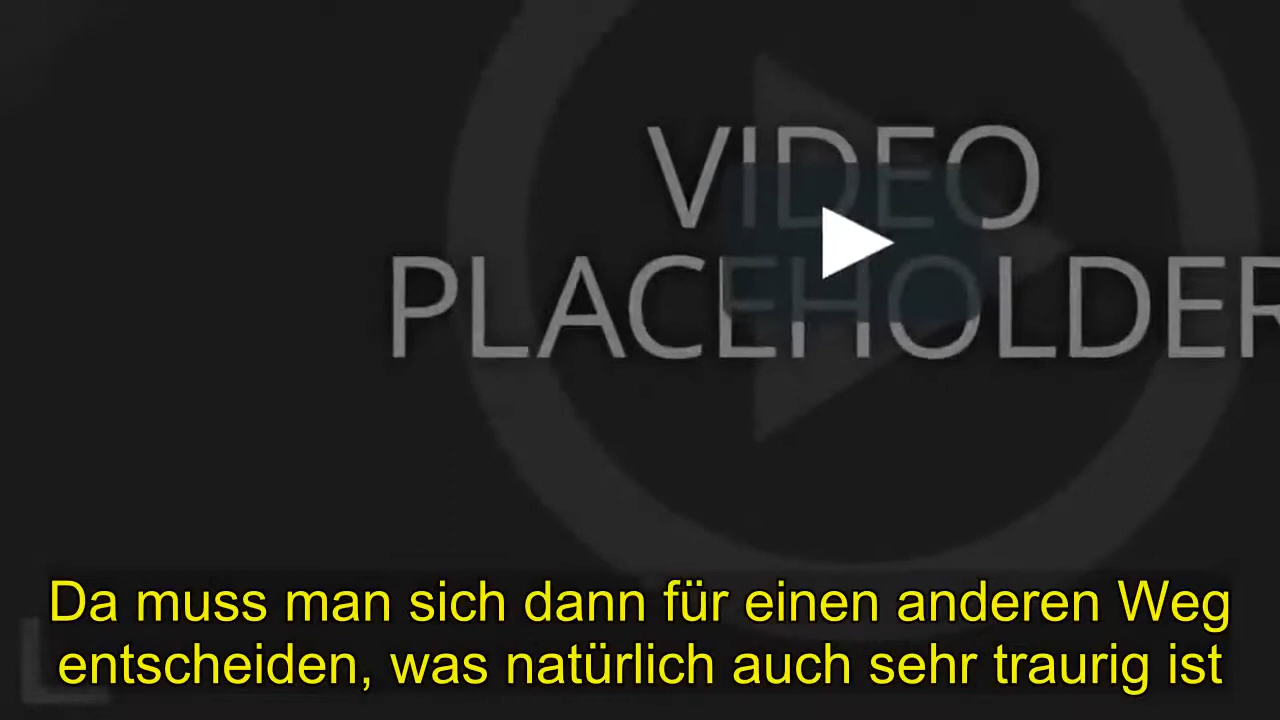 VIDEO
PLACEHOLDER
Da muss man sich dann für einen anderen Weg
entscheiden, was natürlich auch sehr traurig ist